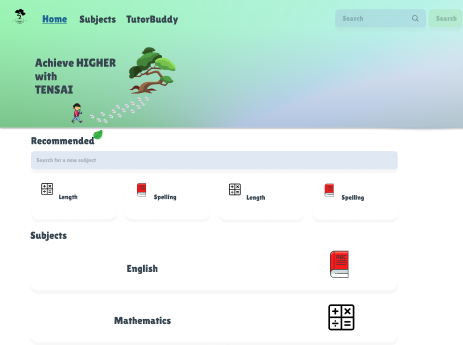 Home Subjects TutorBuddy Search Search
Achieve HIGHER
with
TENSAI
Recommended
Search for a new subject
Length Spelling Length Spelling
Subjects
English
Mathematics